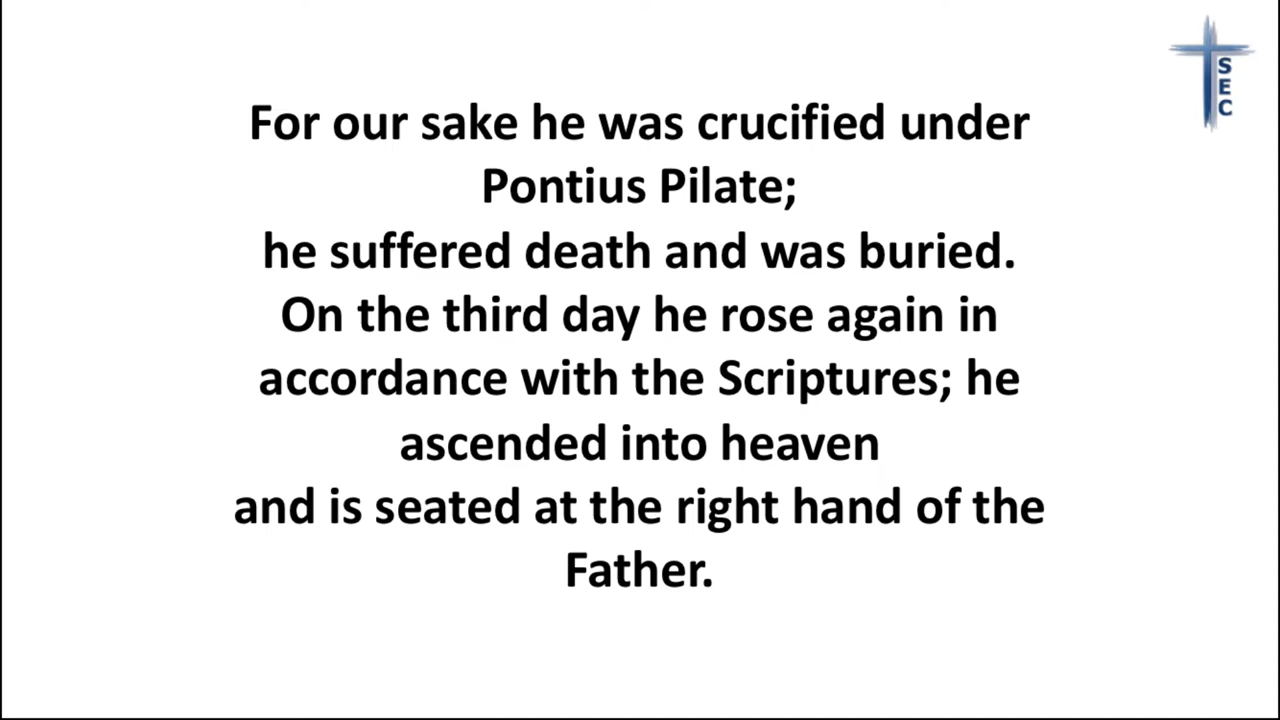 For our sake he was crucified under
Pontius Pilate;
he suffered death and was buried.
On the third day he rose again in
accordance with the Scriptures; he
ascended into heaven
and is seated at the right hand of the
Father.
S
E
C